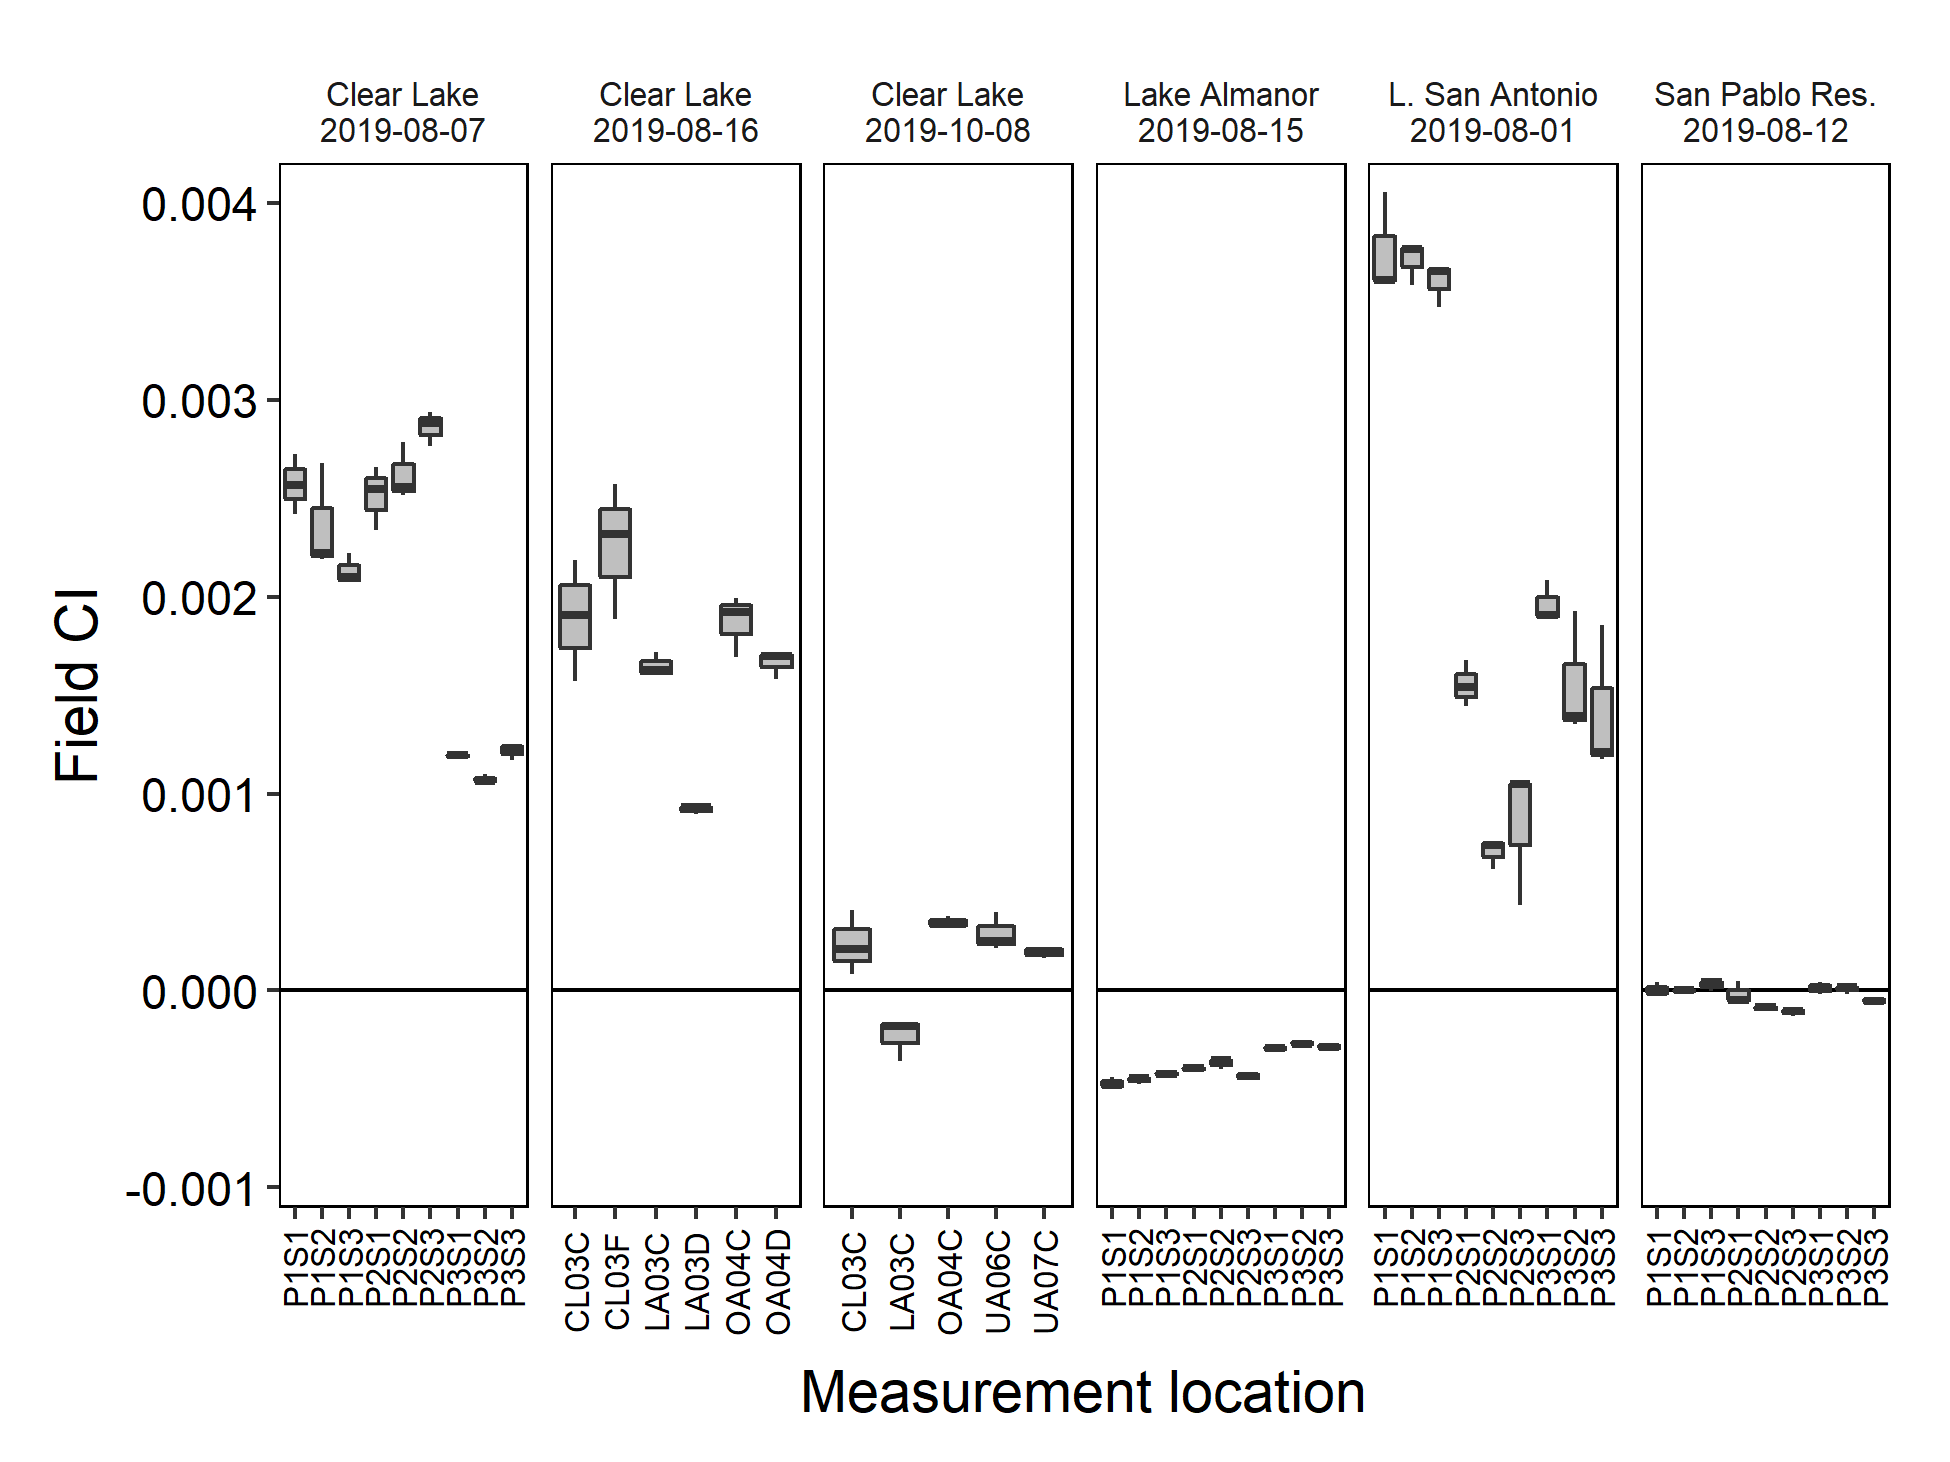 Clear Lake
2019-08-07
Clear Lake
2019-08-16
Clear Lake
2019-10-08
Lake Almanor
2019-08-15
L. San Antonio
2019-08-01
San Pablo Res.
2019-08-12
Field CI
0.004
0.003
0.002
0.001
0.000
-0.001
P1S1
P1S2
P1S3
P2S1
P2S2
P2S3
P3S1
P3S2
P3S3
CL03C
CL03F
LA03C
LA03D
OA04C
OA04D
CL03C
LA03C
OA04C
UA06C
UA07C
P1S1
P1S2
P1S3
P2S1
P2S2
P2S3
P3S1
P3S2
P3S3
P1S1
P1S2
P1S3
P2S1
P2S2
P2S3
P3S1
P3S2
P3S3
P1S1
P1S2
P1S3
P2S1
P2S2
P2S3
P3S1
P3S2
P3S3
Measurement location